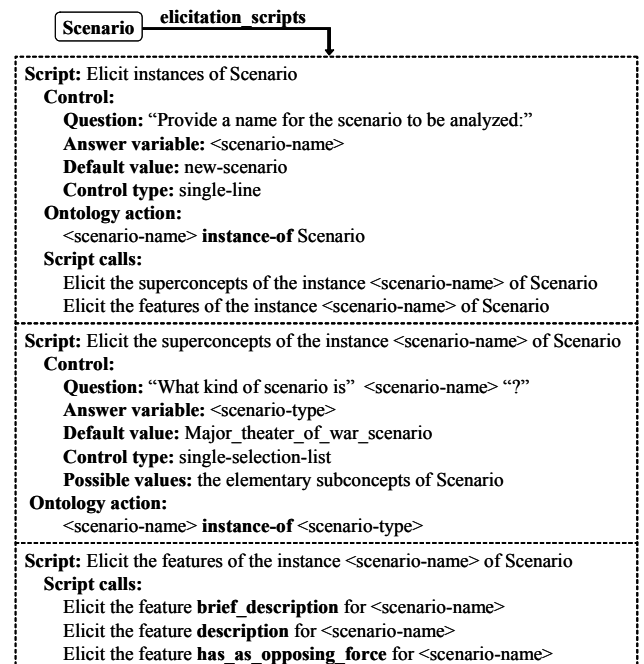 Scenario
elicitation_scripts
Script: Elicit instances of Scenario
Control:
Question: “Provide a name for the scenario to be analyzed:”
Answer variable: <scenario-name>
Default value: new-scenario
Control type: single-line
Ontology action:
<scenario-name> instance-of Scenario
Script calls:
Elicit the superconcepts of the instance <scenario-name> of Scenario
Elicit the features of the instance <scenario-name> of Scenario
Script: Elicit the superconcepts of the instance <scenario-name> of Scenario
Control:
Question: “What kind of scenario is” <scenario-name> “?”
Answer variable: <scenario-type>
Default value: Major_theater_of_war_scenario
Control type: single-selection-list
Possible values: the elementary subconcepts of Scenario
Ontology action:
<scenario-name> instance-of <scenario-type>
Script: Elicit the features of the instance <scenario-name> of Scenario
Script calls:
Elicit the feature brief_description for <scenario-name>
Elicit the feature description for <scenario-name>
Elicit the feature has_as_opposing_force for <scenario-name>